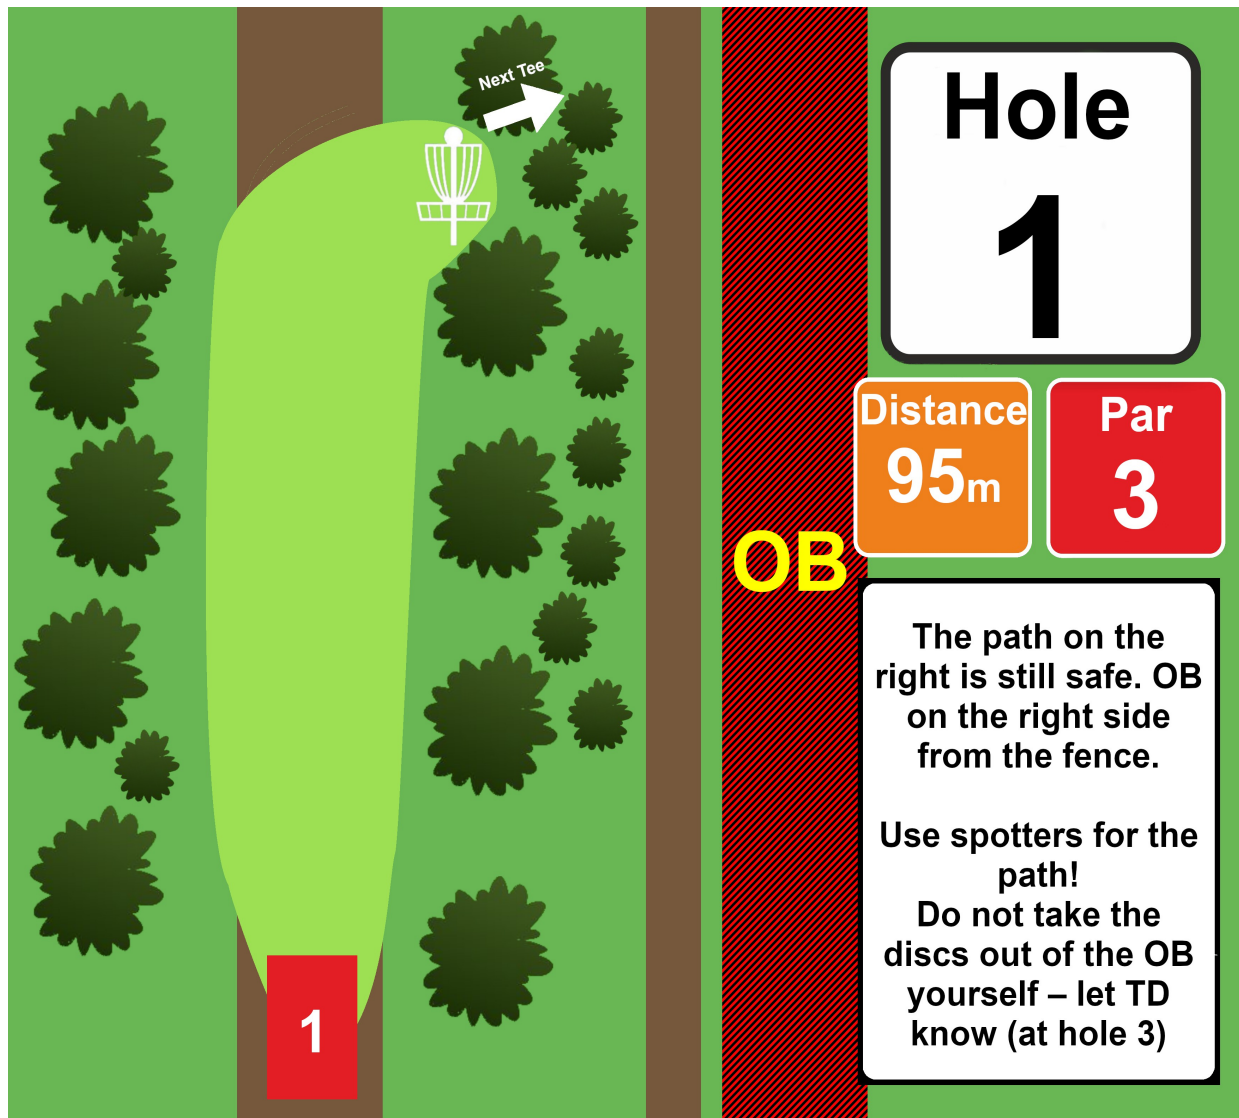 Next Tee
Hole
1
Distance
95m
Par
3
OB
The path on the
right is still safe. OB
on the right side
from the fence.
Use spotters for the
path!
Do not take the
discs out of the OB
yourself – let TD
know (at hole 3)
1